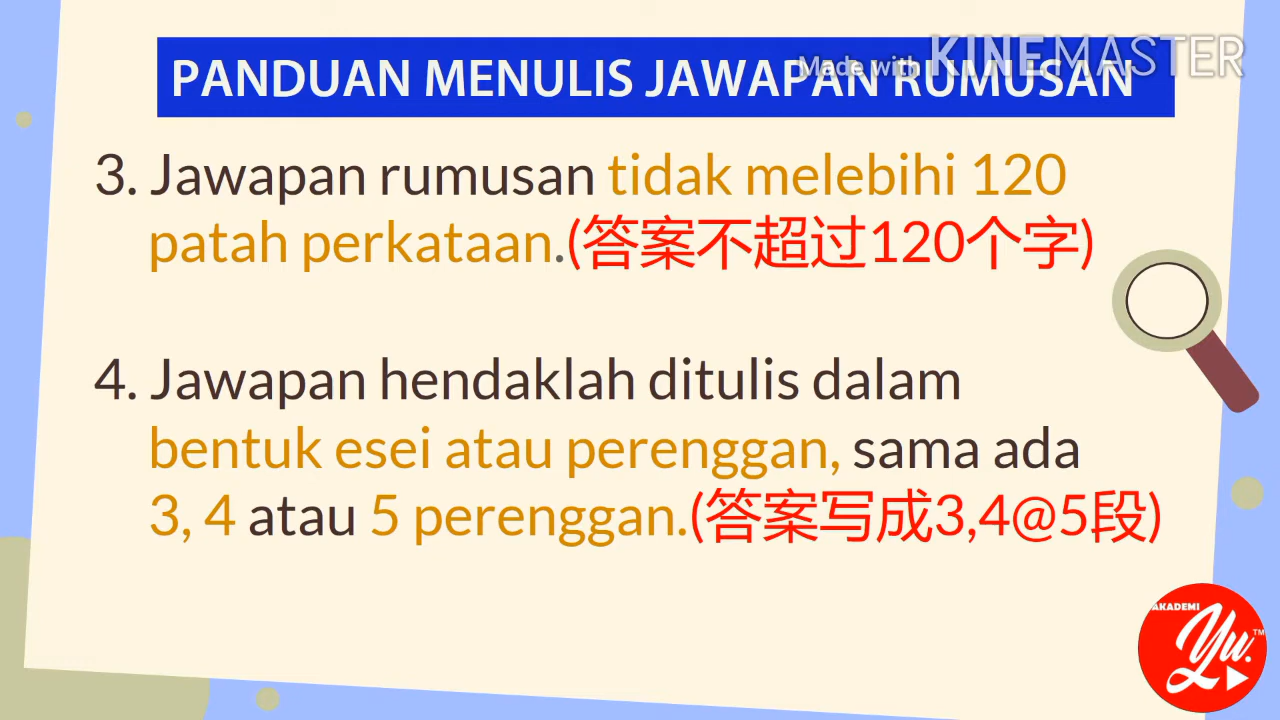 Made with KINEMASTER
PANDUAN MENULIS JAWAPAN RUMUSAN
3. Jawapan rumusan tidak melebihi 120
patah perkataan.(答案不超过120个字)
4. Jawapan hendaklah ditulis dalam
bentuk esei atau perenggan, sama ada
3, 4 atau 5 perenggan.(答案写成3,4@5段)
AKADEMI
Yu.
TM